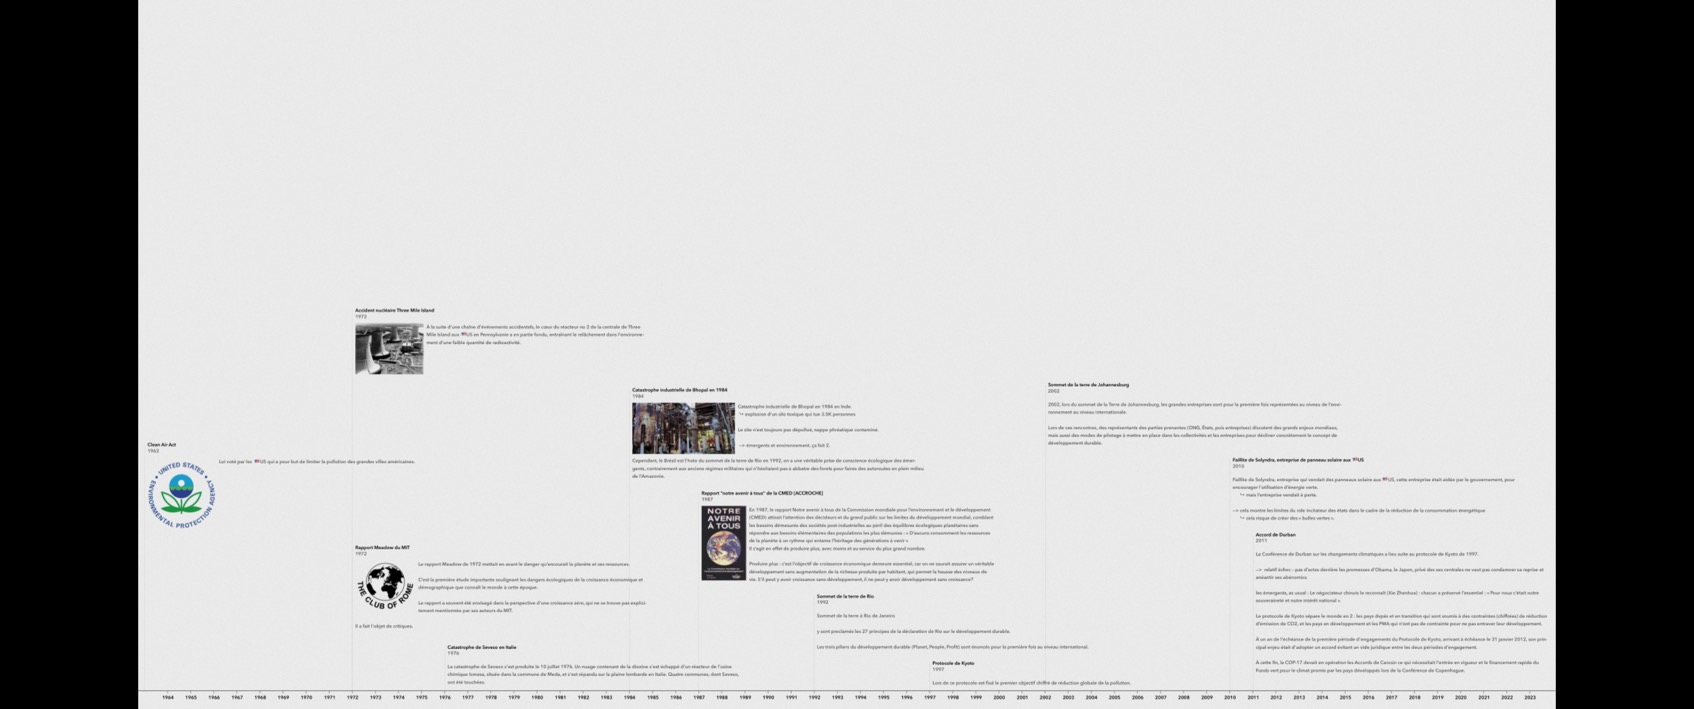 Accident nucléaire Three Mile Island
1972
À la suite d'une chaîne d'événements accidentels, le cœur du réacteur no 2 de la centrale de Three
Mile Island aux US en Pennsylvanie a en partie fondu, entraînant le relâchement dans l'environne-
ment d'une faible quantité de radioactivité.
Catastrophe industrielle de Bhopal en 1984
1984
Catastrophe industrielle de Bhopal en 1984 en Inde.
↪ explosion d'un site toxique qui tue 3.5K personnes
Le site n'est toujours pas dépollué, nappe phréatique contaminé.
--> émergents et environnement, ça fait 2.
Cependant, le Brésil est l'hôte du sommet de la terre de Rio en 1992, on a une véritable prise de conscience écologique des émer-
gents, contrairement aux anciens régimes militaires qui n'hésitaient pas à abbatre des forets pour faires des autoroutes en plein milieu
de l'Amazonie.
Sommet de la terre de Johannesburg
2002
2002, lors du sommet de la Terre de Johannesburg, les grandes entreprises sont pour la première fois représentées au niveau de l'envi-
ronnement au niveau internationale.
Lors de ces rencontres, des représentants des parties prenantes (ONG, États, puis entreprises) discutent des grands enjeux mondiaux,
mais aussi des modes de pilotage à mettre en place dans les collectivités et les entreprises pour décliner concrètement le concept de
développement durable.
Clean Air Act
1963
Loi voté par les US qui a pour but de limiter la pollution des grandes villes américaines.
UNITED STATES
ENVIRONMENTAL PROTECTION AGENCY
Faillite de Solyndra, entreprise de panneau solaire aux US
2010
Faillite de Solyndra, entreprise qui vendait des panneaux solaire aux US, cette entreprise était aidée par le gouvernement, pour
encourager l'utilisation d'énergie verte.
↪ mais l'entreprise vendait à perte.
--> cela montre les limites du role incitateur des états dans le cadre de la réduction de la consommation énergétique
↪ cela risque de créer des « bulles vertes ».
Rapport "notre avenir à tous" de la CMED [ACCROCHE]
1987
NOTRE
AVENIR
À TOUS
En 1987, le rapport Notre avenir à tous de la Commission mondiale pour l'environnement et le développement
(CMED) attirait l'attention des décideurs et du grand public sur les limites du développement mondial, comblant
les besoins démesurés des sociétés post-industrielles au péril des équilibres écologiques planétaires sans
répondre aux besoins élémentaires des populations les plus démunies : « D'aucuns consomment les ressources
de la planète à un rythme qui entame l'héritage des générations à venir »
Il s'agit en effet de produire plus, avec moins et au service du plus grand nombre.
Produire plus : c'est l'objectif de croissance économique demeure essentiel, car on ne saurait assurer un véritable
développement sans augmentation de la richesse produite par habitant, qui permet la hausse des niveaux de
vie. S'il peut y avoir croissance sans développement, il ne peut y avoir développement sans croissance?
Accord de Durban
2011
La Conférence de Durban sur les changements climatiques a lieu suite au protocole de Kyoto de 1997.
--> relatif échec - pas d'actes derrière les promesses d'Obama, le Japon, privé des ses centrales ne veut pas condamner sa reprise et
anéantir ses
les émergents, as usual : Le négociateur chinois le reconnaît (Xie Zhenhua) : chacun a préservé l'essentiel : « Pour nous c'était notre
souveraineté et notre intérêt national ».
Le protocole de Kyoto sépare le monde en 2 : les pays dvpés et en transition qui sont soumis à des contraintes (chiffrées) de réduction
d'émission de CO2, et les pays en développement et les PMA qui n'ont pas de contrainte pour ne pas entraver leur développement.
À un an de l'échéance de la première période d'engagements du Protocole de Kyoto, arrivant à échéance le 31 janvier 2012, son prin-
cipal enjeu était d'adopter un accord évitant un vide juridique entre les deux périodes d'engagement.
À cette fin, la COP-17 devait en opération les Accords de Cancún ce qui nécessitait l'entrée en vigueur et le financement rapide du
Fonds vert pour le climat promis par les pays développés lors de la Conférence de Copenhague.
Rapport Meadow du MIT
1972
THE CLUB OF ROME
Le rapport Meadow de 1972 mettait en avant le danger qu'encourait la planète et ses ressources.
C'est la première étude importante soulignant les dangers écologiques de la croissance économique et
démographique que connaît le monde à cette époque.
Le rapport a souvent été envisagé dans la perspective d'une croissance zéro, qui ne se trouve pas explici-
tement mentionnée par ses auteurs du MIT.
Il a fait l'objet de critiques.
Sommet de la terre de Rio
1992
Sommet de la terre à Rio de Janeiro
y sont proclamés les 27 principes de la déclaration de Rio sur le développement durable.
Les trois piliers du développement durable (Planet, People, Profit) sont énoncés pour la première fois au niveau international.
Catastrophe de Seveso en Italie
1976
La catastrophe de Seveso s'est produite le 10 juillet 1976. Un nuage contenant de la dioxine s'est échappé d'un réacteur de l'usine
chimique Icmesa, située dans la commune de Meda, et s'est répandu sur la plaine lombarde en Italie. Quatre communes, dont Seveso,
ont été touchées.
Protocole de Kyoto
1997
Lors de ce protocole est fixé le premier objectif chiffré de réduction globale de la pollution.
1964 1965 1966 1967 1968 1969 1970 1971 1972 1973 1974 1975 1976 1977 1978 1979 1980 1981 1982 1983 1984 1985 1986 1987 1988 1989 1990 1991 1992 1993 1994 1995 1996 1997 1998 1999 2000 2001 2002 2003 2004 2005 2006 2007 2008 2009 2010 2011 2012 2013 2014 2015 2016 2017 2018 2019 2020 2021 2022 2023